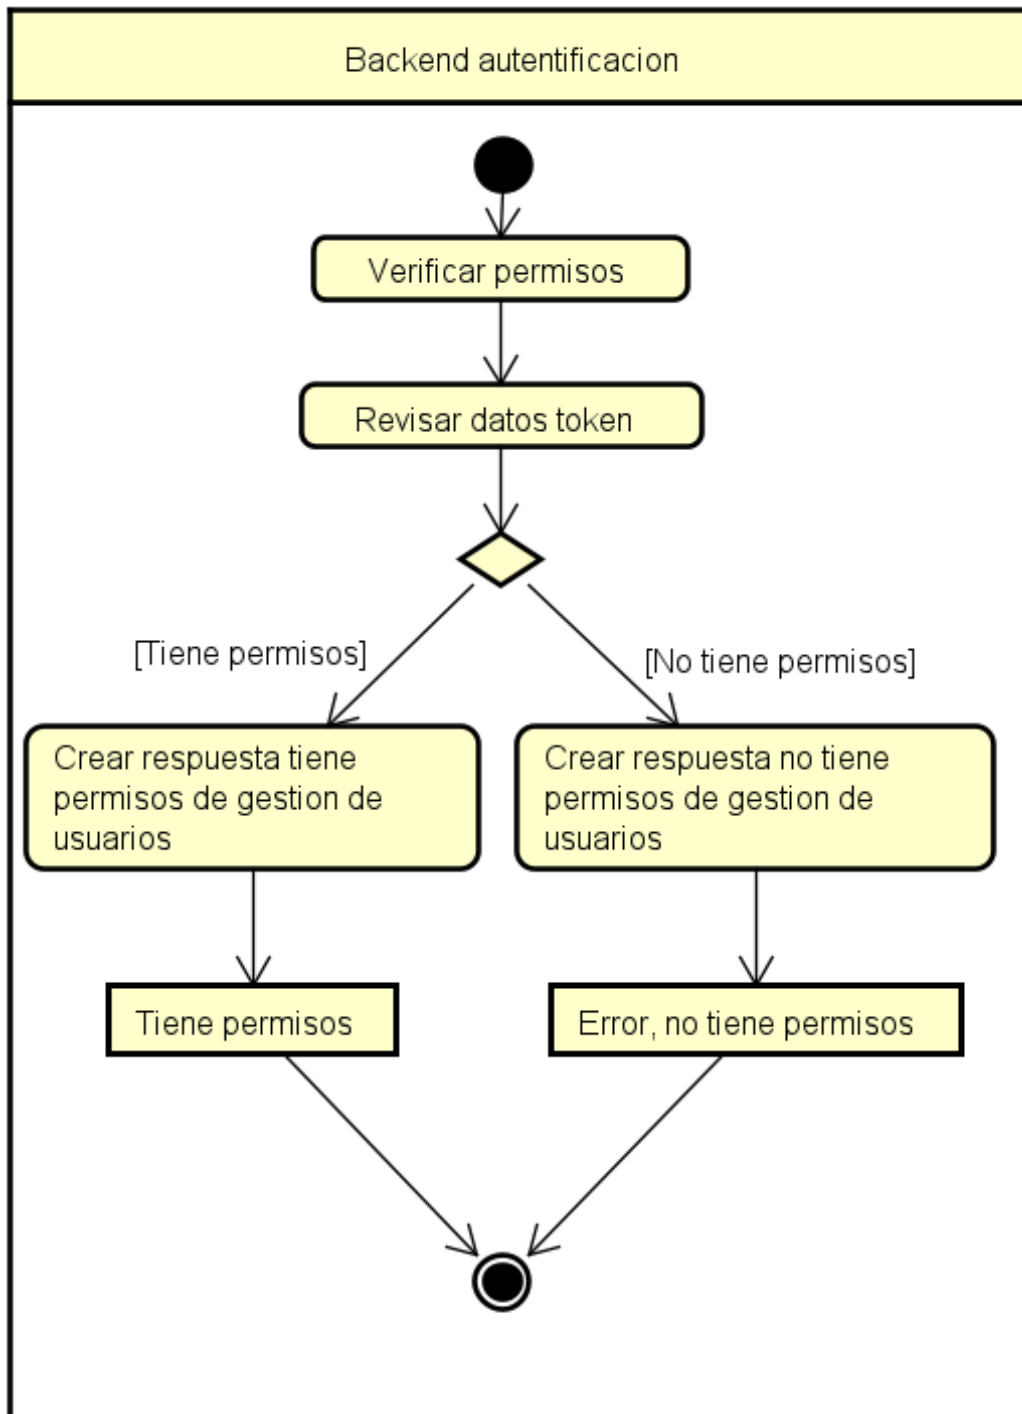 Backend autentificacion
Verificar permisos
Revisar datos token
[Tiene permisos]
[No tiene permisos]
Crear respuesta tiene
permisos de gestion de
usuarios
Crear respuesta no tiene
permisos de gestion de
usuarios
Tiene permisos
Error, no tiene permisos